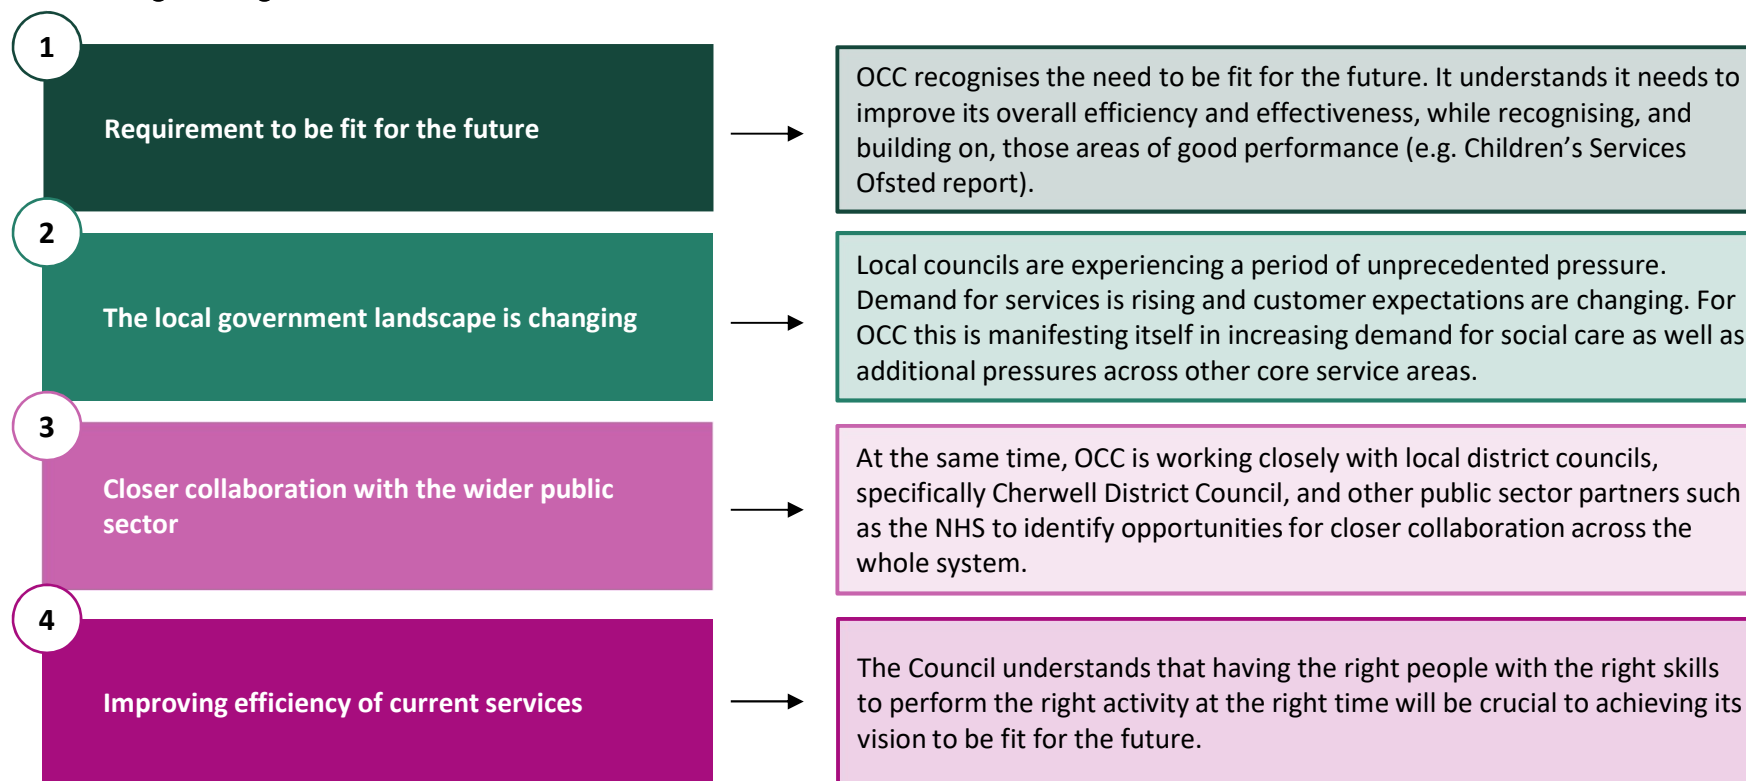 1
Requirement to be fit for the future
OCC recognises the need to be fit for the future. It understands it needs to
improve its overall efficiency and effectiveness, while recognising, and
building on, those areas of good performance (e.g. Children’s Services
Ofsted report).
2
The local government landscape is changing
Local councils are experiencing a period of unprecedented pressure.
Demand for services is rising and customer expectations are changing. For
OCC this is manifesting itself in increasing demand for social care as well as
additional pressures across other core service areas.
3
Closer collaboration with the wider public
sector
At the same time, OCC is working closely with local district councils,
specifically Cherwell District Council, and other public sector partners such
as the NHS to identify opportunities for closer collaboration across the
whole system.
4
Improving efficiency of current services
The Council understands that having the right people with the right skills
to perform the right activity at the right time will be crucial to achieving its
vision to be fit for the future.